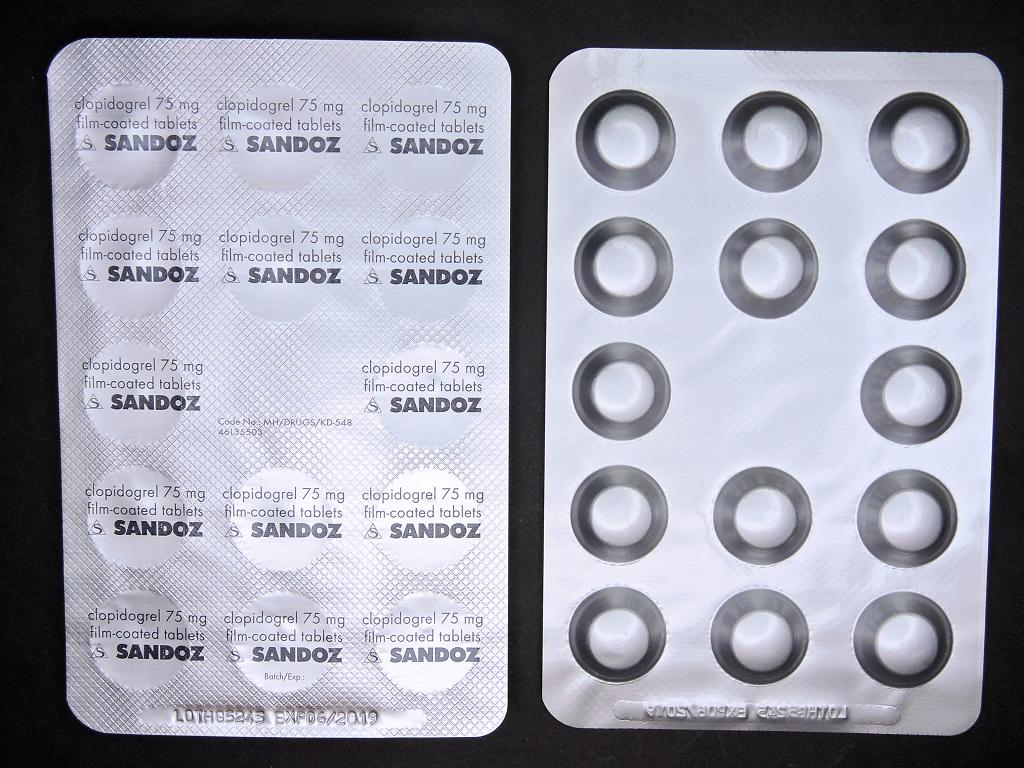 clopidogrel 75 mg clopidogrel 75 mg clopidogrel 75 mg
film-coated tablets film-coated tablets film-coated tablets
SANDOZ SANDOZ SANDOZ
clopidogrel 75 mg clopidogrel 75 mg clopidogrel 75 mg
film-coated tablets film-coated tablets film-coated tablets
SANDOZ SANDOZ SANDOZ
clopidogrel 75 mg clopidogrel 75 mg
film-coated tablets film-coated tablets
SANDOZ SANDOZ
Code No.: MH/DRUGS/KD-548
46135503
clopidogrel 75 mg clopidogrel 75 mg clopidogrel 75 mg
film-coated tablets film-coated tablets film-coated tablets
SANDOZ SANDOZ SANDOZ
clopidogrel 75 mg clopidogrel 75 mg clopidogrel 75 mg
film-coated tablets film-coated tablets film-coated tablets
SANDOZ SANDOZ SANDOZ
Batch/Exp.:
EXP06/2019